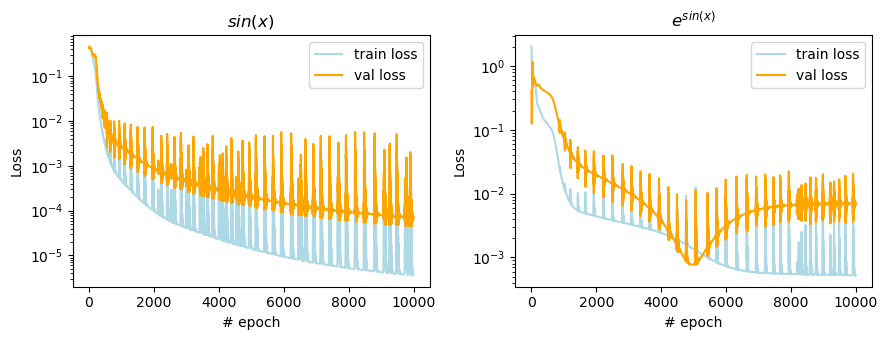 sin(x)
train loss
val loss
10⁻¹
10⁻²
10⁻³
10⁻⁴
10⁻⁵
Loss
0
2000
4000
6000
8000
10000
# epoch
e^{sin(x)}
train loss
val loss
10⁰
10⁻¹
10⁻²
10⁻³
Loss
0
2000
4000
6000
8000
10000
# epoch